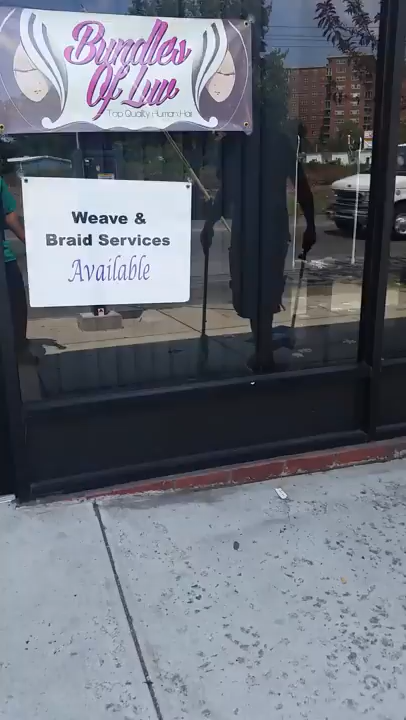 Bundles
Of Luv
Top Quality Human Hair
Weave &
Braid Services
Available